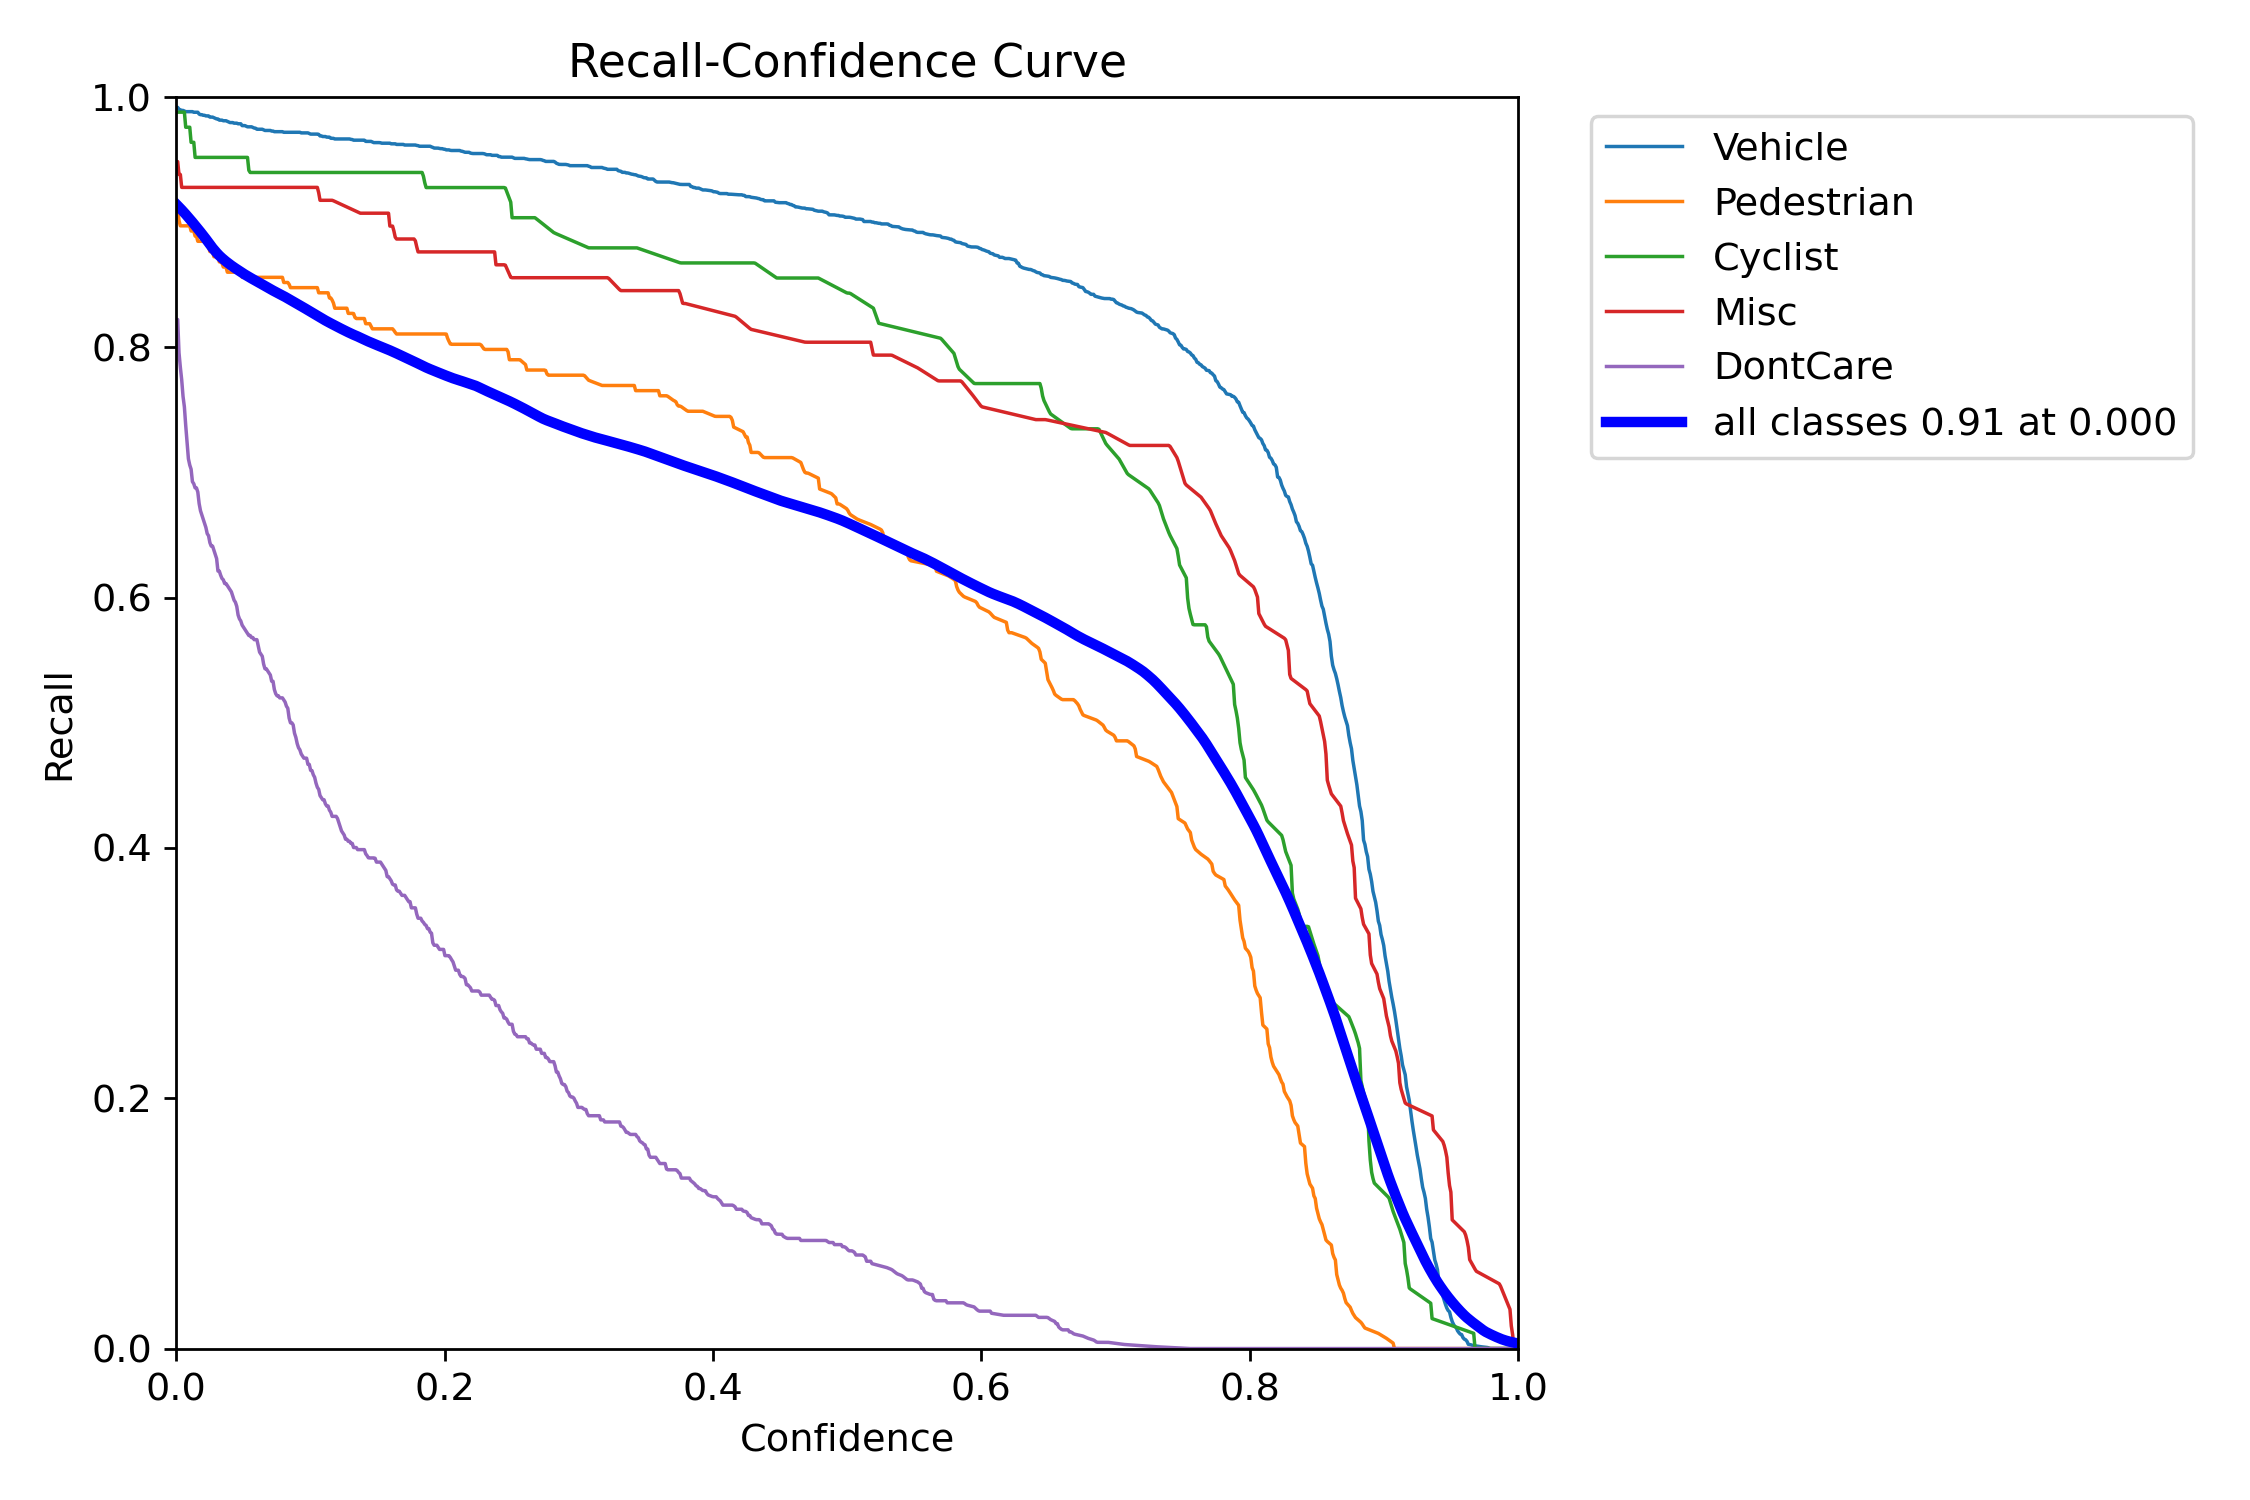 Recall-Confidence Curve
1.0
0.8
0.6
0.4
0.2
0.0
Recall
0.0 0.2 0.4 0.6 0.8 1.0
Confidence
Vehicle
Pedestrian
Cyclist
Misc
DontCare
all classes 0.91 at 0.000